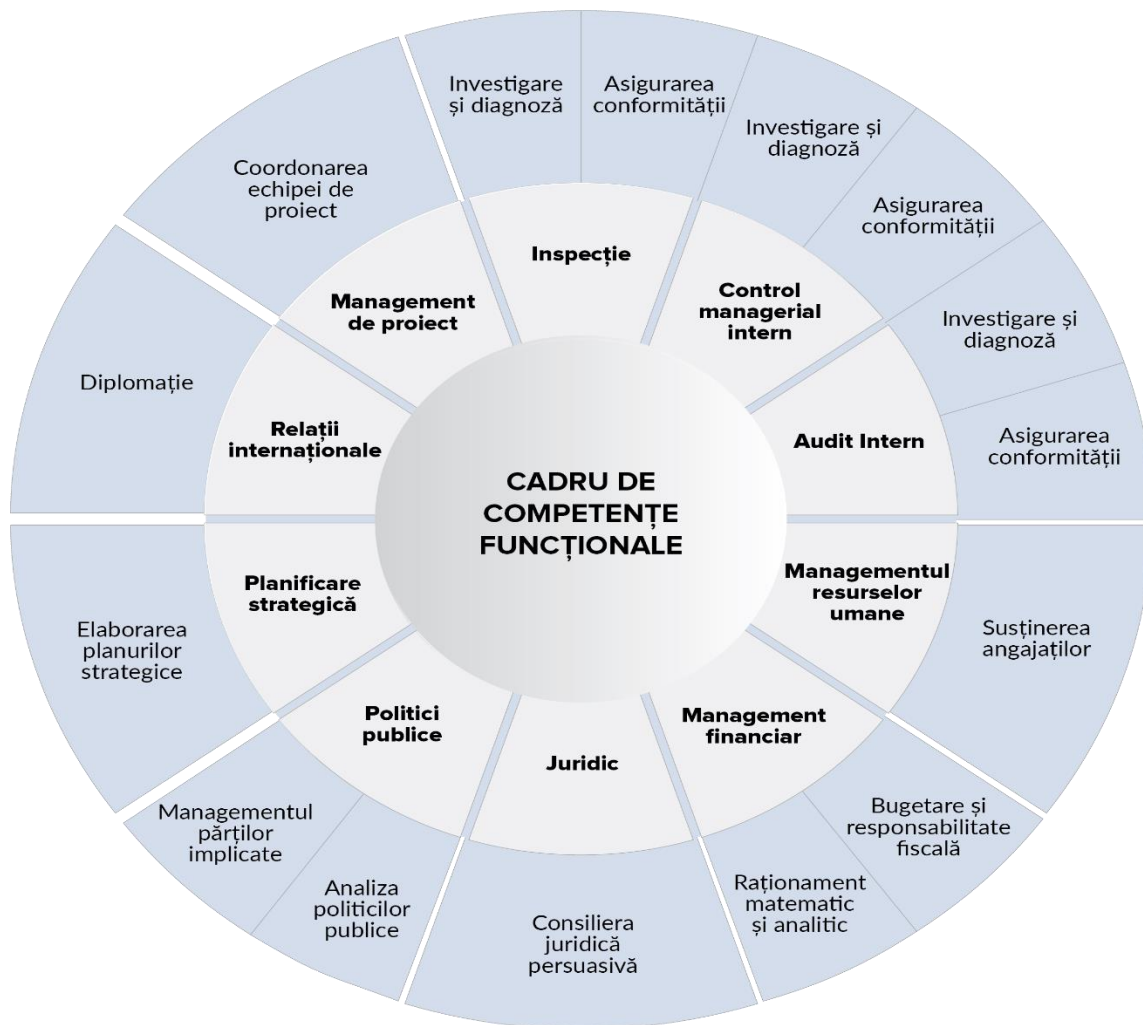 Investigare
și diagnoză
Asigurarea
conformității
Investigare și
diagnoză
Asigurarea
conformității
Investigare și
diagnoză
Asigurarea
conformității
Susținerea
angajaților
Bugetare și
responsabilitate
fiscală
Raționament
matematic
și analitic
Consiliera
juridică
persuasivă
Analiza
politicilor
publice
Managementul
părților
implicate
Elaborarea
planurilor
strategice
Diplomație
Coordonarea
echipei de
proiect
Inspecție
Control
managerial
intern
Audit Intern
Managementul
resurselor
umane
Management
financiar
Juridic
Politici
publice
Planificare
strategică
Relații
internaționale
Management
de proiect
CADRU DE
COMPETENȚE
FUNCȚIONALE